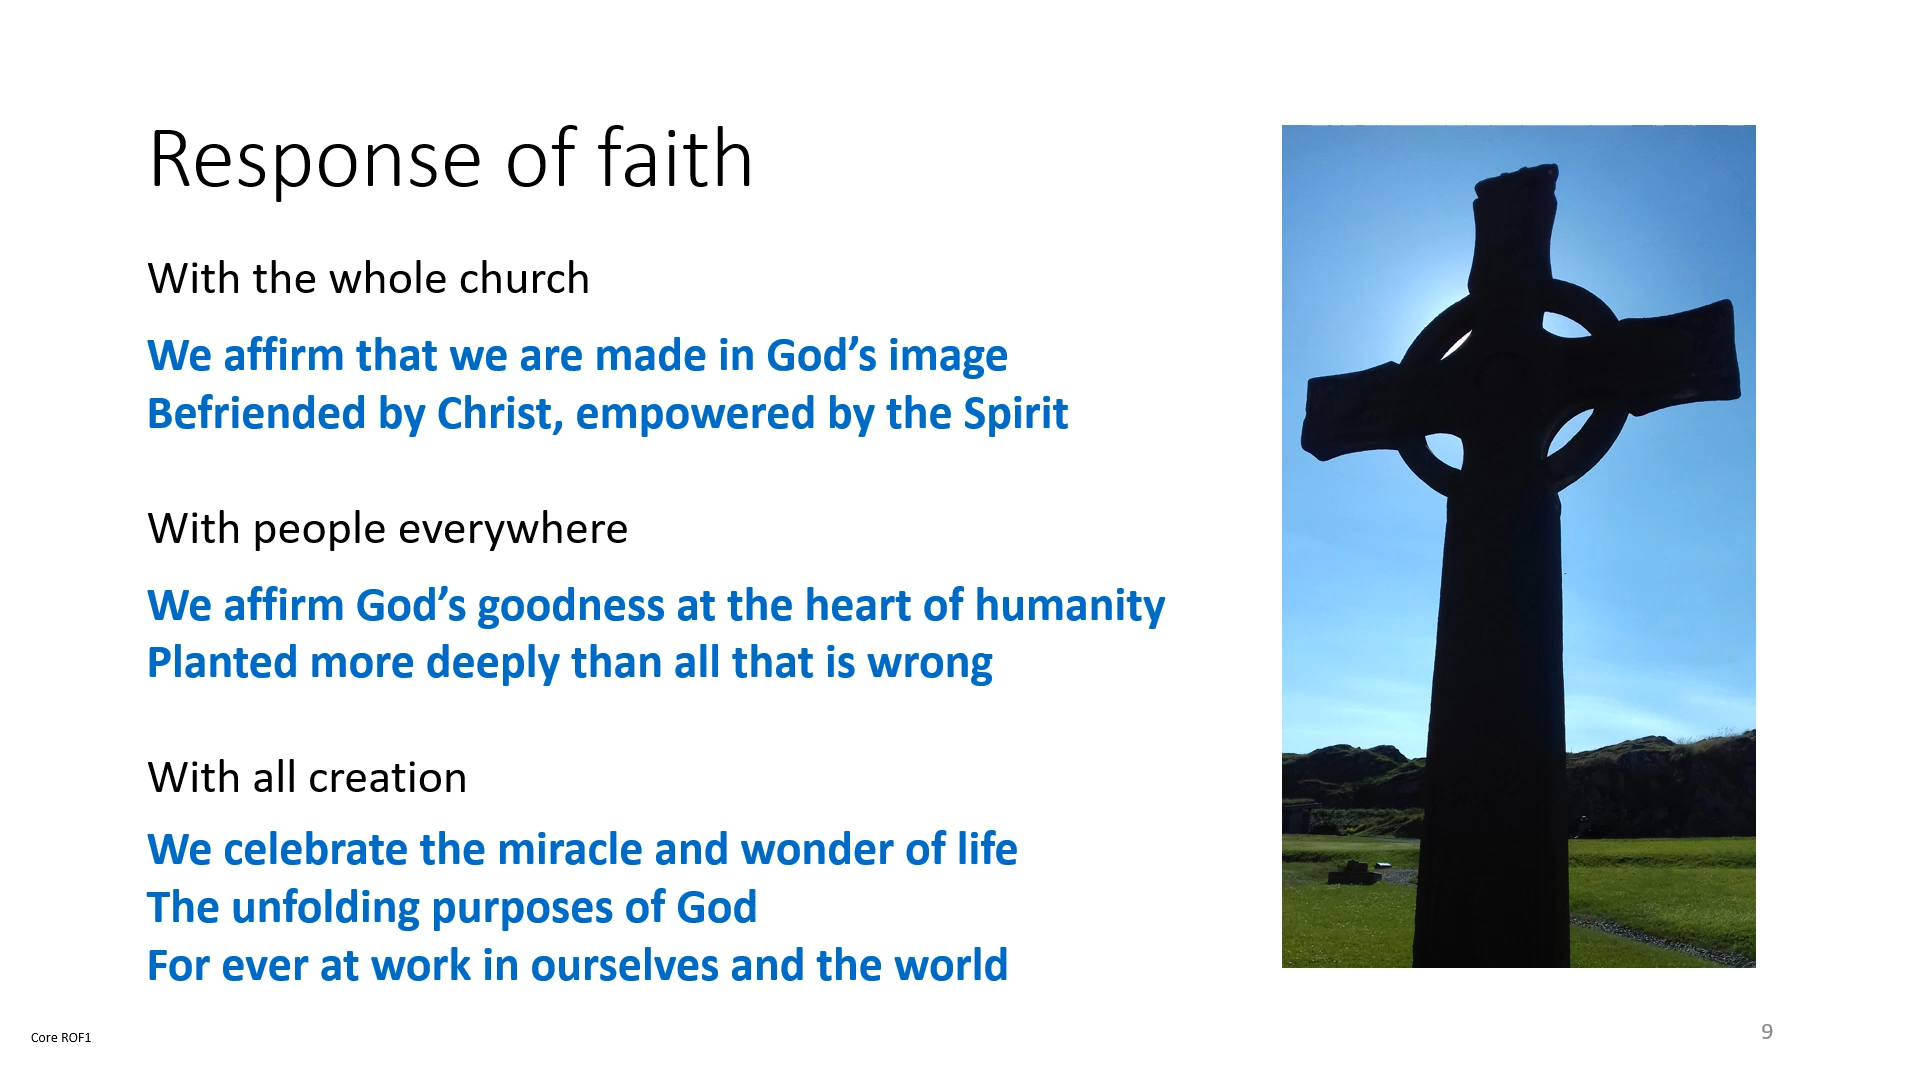 Response of faith
With the whole church
We affirm that we are made in God’s image
Befriended by Christ, empowered by the Spirit
With people everywhere
We affirm God’s goodness at the heart of humanity
Planted more deeply than all that is wrong
With all creation
We celebrate the miracle and wonder of life
The unfolding purposes of God
For ever at work in ourselves and the world
Core ROF1
9